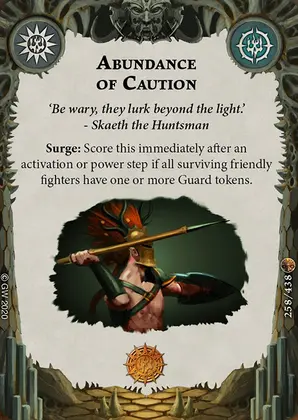 ABUNDANCE
OF CAUTION
‘Be wary, they lurk beyond the light.’
- Skaeth the Huntsman
Surge: Score this immediately after an
activation or power step if all surviving friendly
fighters have one or more Guard tokens.
© GW 2020
258/438